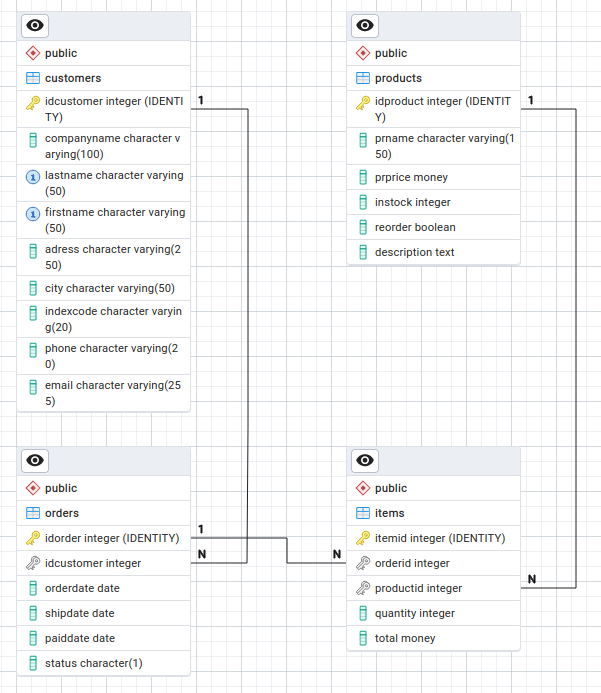 public
customers
idcustomer integer (IDENTI
TY)
1
companyname character v
arying(100)
lastname character varying
(50)
firstname character varying
(50)
adress character varying(2
50)
city character varying(50)
indexcode character varyin
g(20)
phone character varying(2
0)
email character varying(25
5)
public
products
idproduct integer (IDENTIT
Y)
1
prname character varying(1
50)
prprice money
instock integer
reorder boolean
description text
public
orders
idorder integer (IDENTITY)
1
idcustomer integer
N
orderdate date
shipdate date
paiddate date
status character(1)
public
items
itemid integer (IDENTITY)
N
orderid integer
productid integer
N
quantity integer
total money